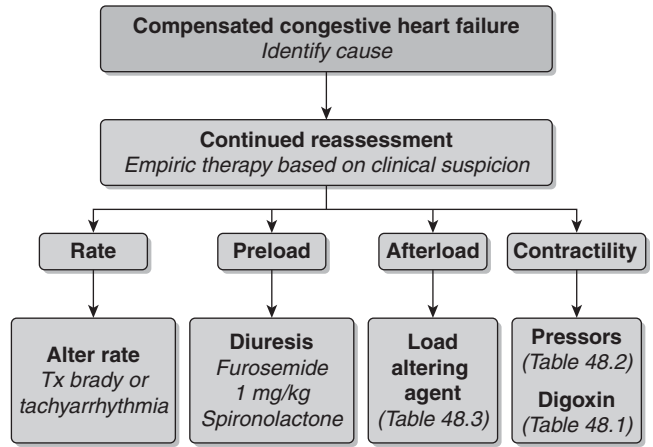 Compensated congestive heart failure
Identify cause
Continued reassessment
Empiric therapy based on clinical suspicion
Rate
Preload
Afterload
Contractility
Alter rate
Tx brady or
tachyarrhythmia
Diuresis
Furosemide
1 mg/kg
Spironolactone
Load
altering
agent
(Table 48.3)
Pressors
(Table 48.2)
Digoxin
(Table 48.1)